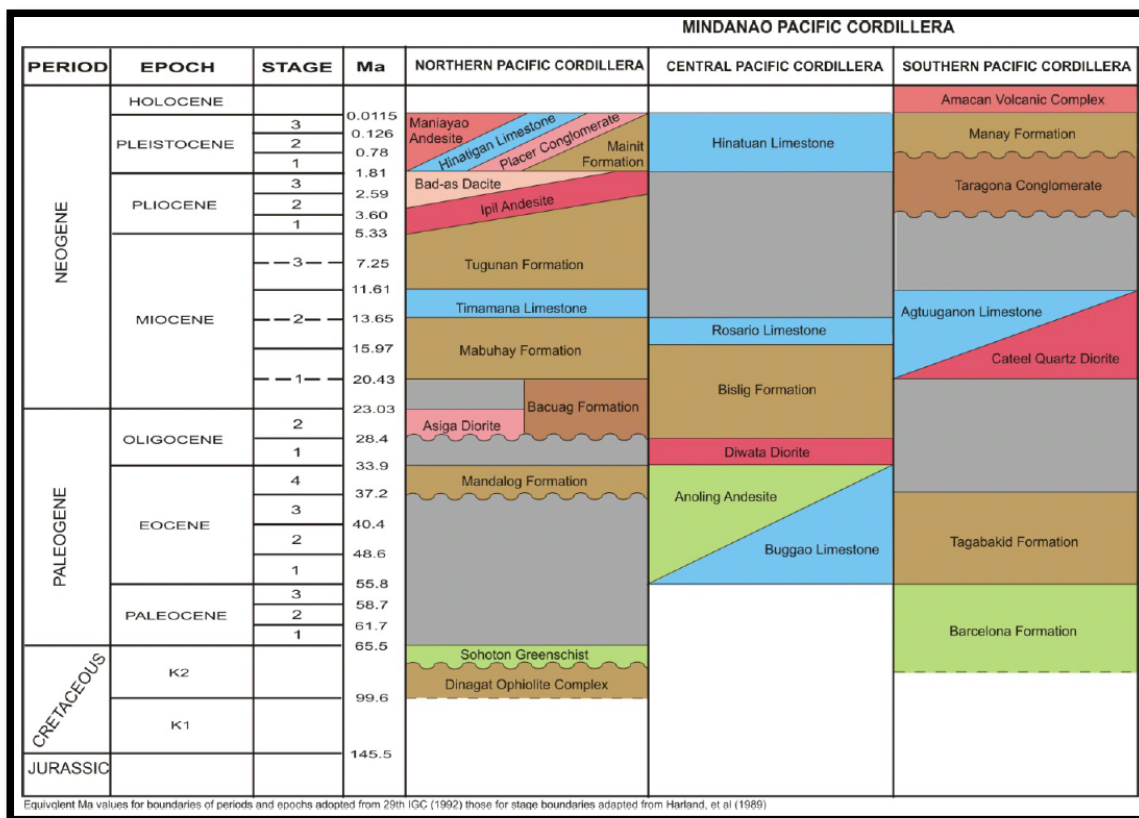 MINDANAO PACIFIC CORDILLERA
PERIOD EPOCH STAGE Ma NORTHERN PACIFIC CORDILLERA CENTRAL PACIFIC CORDILLERA SOUTHERN PACIFIC CORDILLERA
NEOGENE
PALEOGENE
CRETACEOUS
JURASSIC
HOLOCENE
PLEISTOCENE
PLIOCENE
MIOCENE
OLIGOCENE
EOCENE
PALEOCENE
K2
K1
3
2
1
3
2
1
3
2
1
2
1
4
3
2
1
3
2
1
0.0115
0.126
0.78
1.81
2.59
3.60
5.33
7.25
11.61
13.65
15.97
20.43
23.03
28.4
33.9
37.2
40.4
48.6
55.8
58.7
61.7
65.5
99.6
145.5
Maniayao
Andesite
Hinatigan Limestone
Placer Conglomerate
Mainit
Formation
Bad-as Dacite
Ipil Andesite
Tugunan Formation
Timamana Limestone
Mabuhay Formation
Bacuag Formation
Asiga Diorite
Mandalog Formation
Sohoton Greenschist
Dinagat Ophiolite Complex
Hinatuan Limestone
Rosario Limestone
Bislig Formation
Diwata Diorite
Anoling Andesite
Buggao Limestone
Amacan Volcanic Complex
Manay Formation
Taragona Conglomerate
Agtuuganon Limestone
Cateel Quartz Diorite
Tagabakid Formation
Barcelona Formation
Equivqlent Ma values for boundaries of periods and epochs adopted from 29th IGC (1992) those for stage boundaries adapted from Harland, et al (1989)